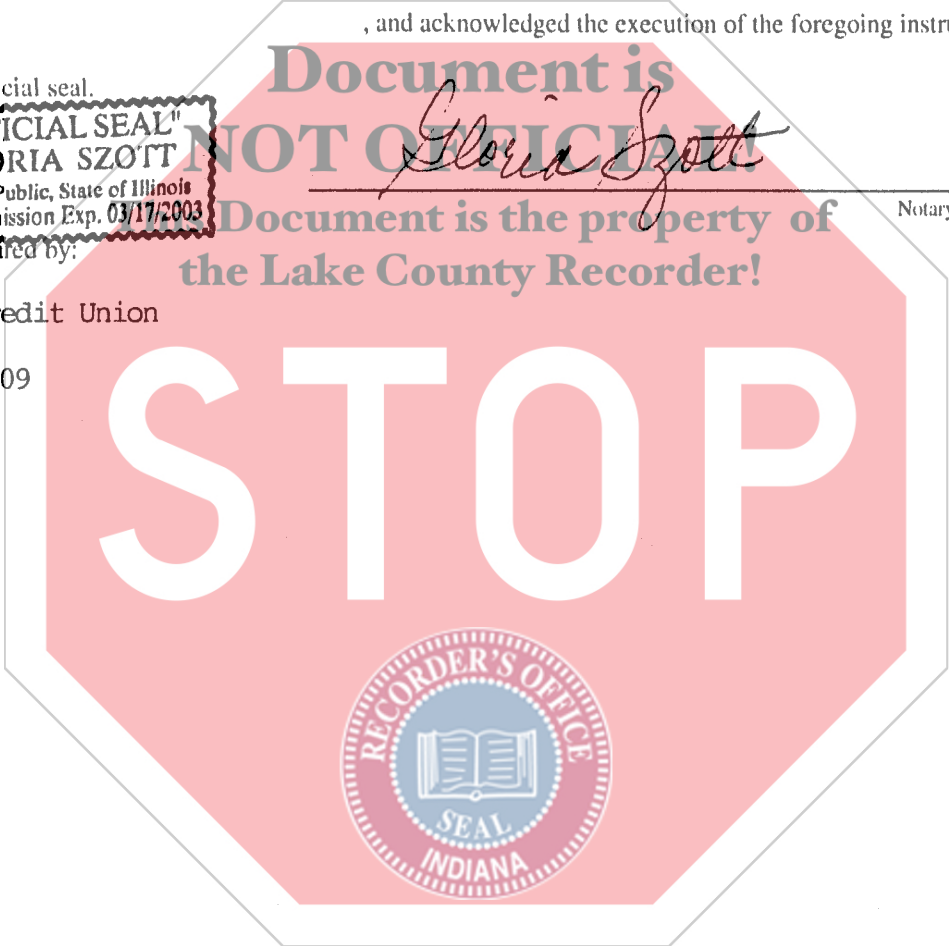 , and acknowledged the execution of the foregoing instru
Document is
cial seal.
ICIAL SEAL"
NOT OFFICIAL!
RIA SZOTT
Gloria Szott
Public, State of Illinois
ission Exp. 03/17/2003
This Document is the property of
Notary
red by:
the Lake County Recorder!
edit Union
09
STOP
RECORDER'S OFFICE
SEAL
INDIANA